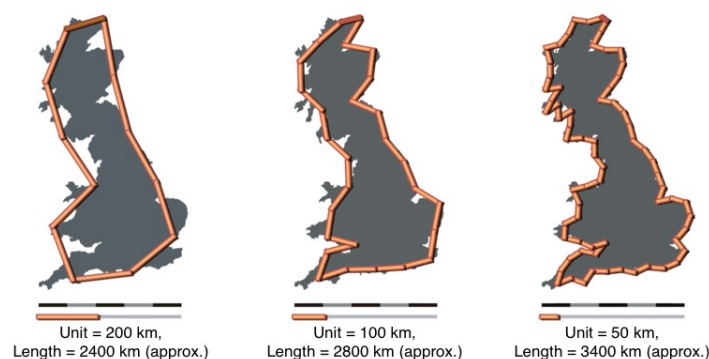 Unit = 200 km,
Length = 2400 km (approx.)
Unit = 100 km,
Length = 2800 km (approx.)
Unit = 50 km,
Length = 3400 km (approx.)